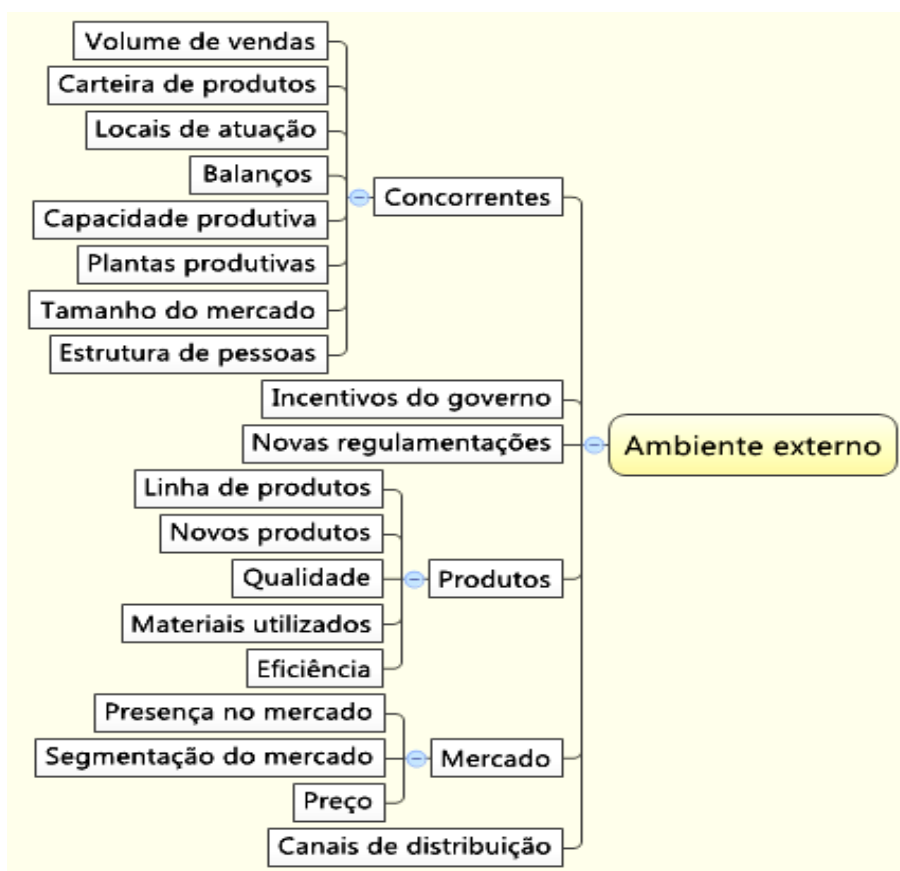 Volume de vendas
Carteira de produtos
Locais de atuação
Balanços
Concorrentes
Capacidade produtiva
Plantas produtivas
Tamanho do mercado
Estrutura de pessoas
Incentivos do governo
Novas regulamentações
Ambiente externo
Linha de produtos
Novos produtos
Qualidade
Produtos
Materiais utilizados
Eficiência
Presença no mercado
Segmentação do mercado
Mercado
Preço
Canais de distribuição